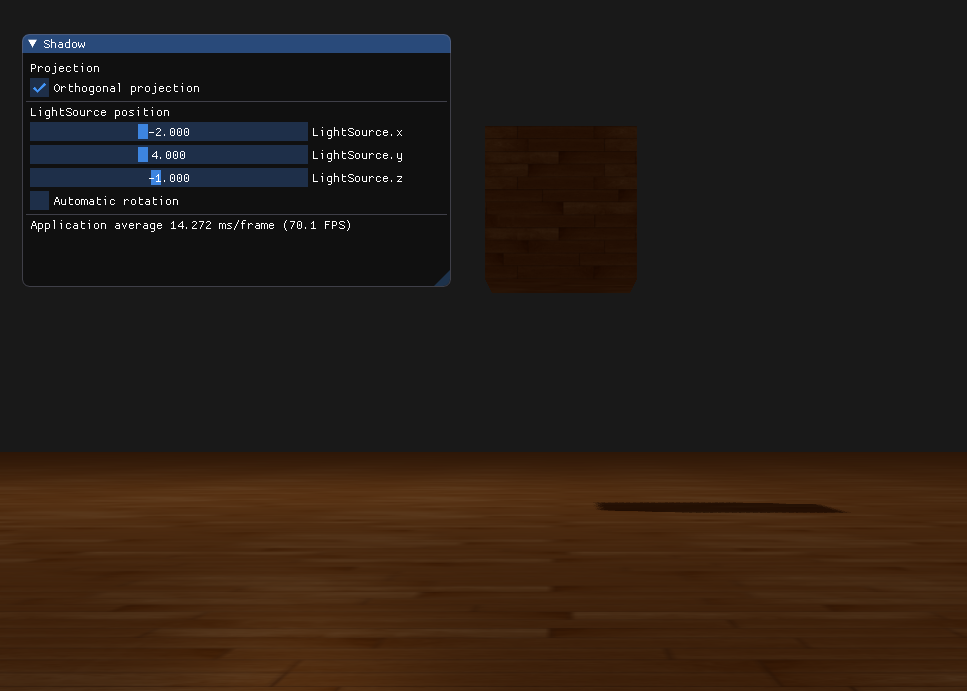 Shadow
Projection
Orthogonal projection
LightSource position
-2.000 LightSource.x
4.000 LightSource.y
-1.000 LightSource.z
Automatic rotation
Application average 14.272 ms/frame (70.1 FPS)